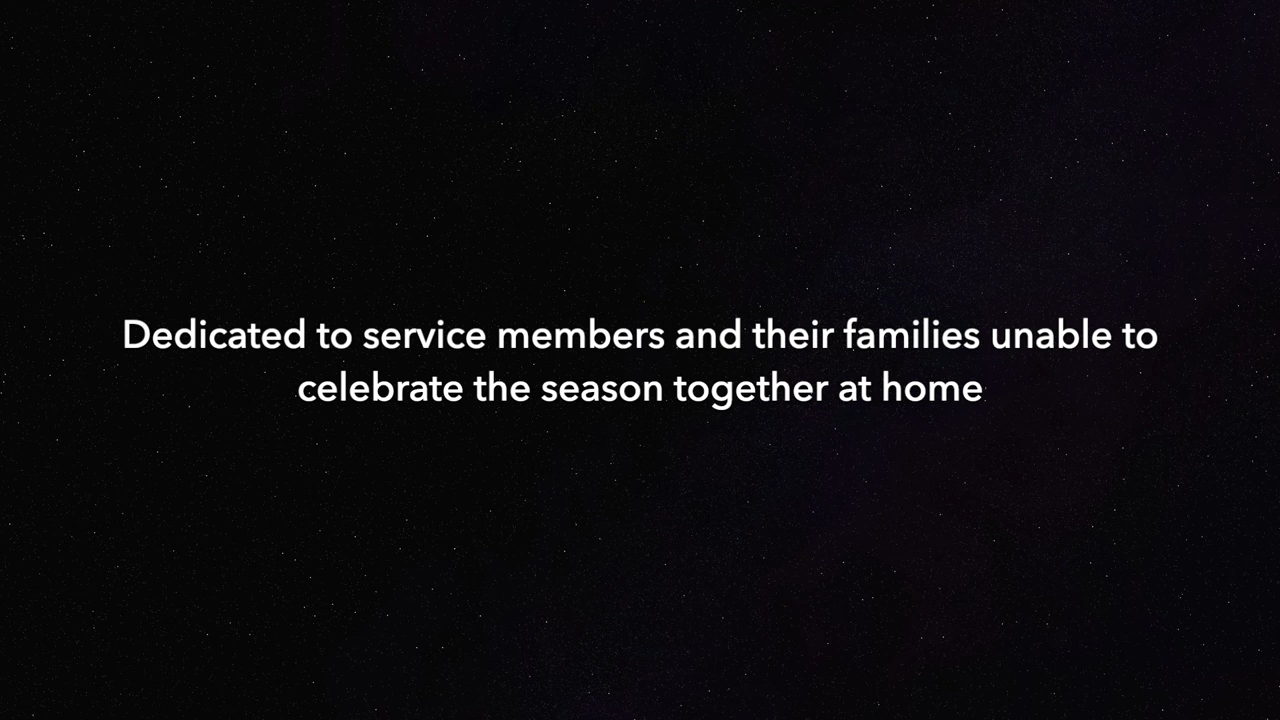 Dedicated to service members and their families unable to
celebrate the season together at home